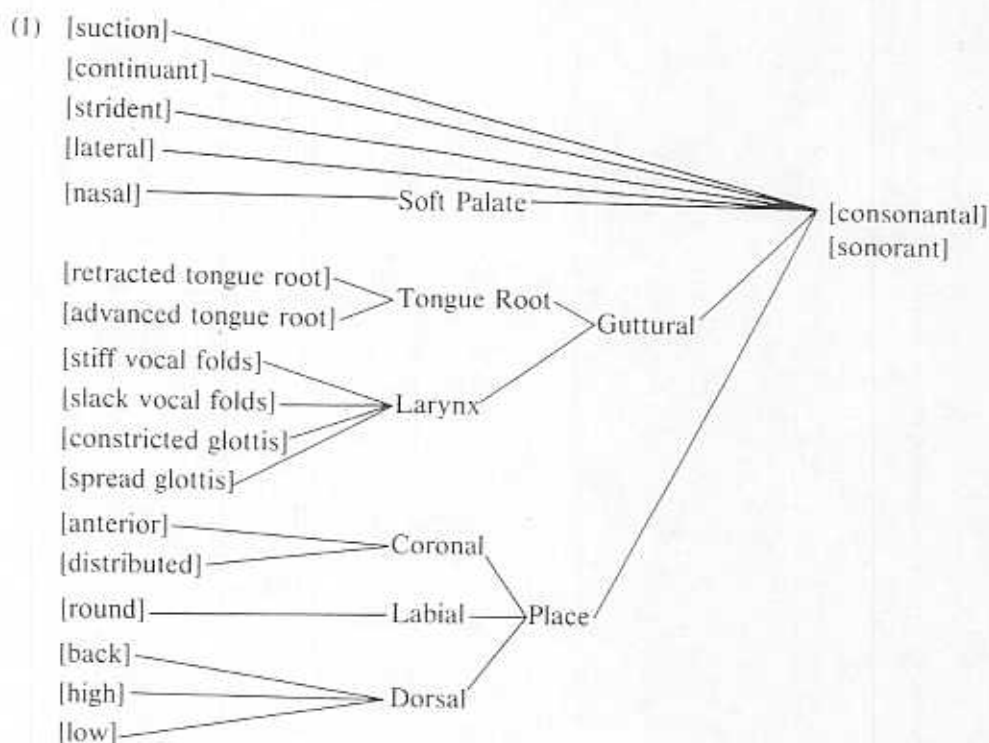 (1) [suction]
[continuant]
[strident]
[lateral]
[nasal] Soft Palate [consonantal]
[sonorant]
[retracted tongue root]
[advanced tongue root] Tongue Root Guttural
[stiff vocal folds]
[slack vocal folds] Larynx
[constricted glottis]
[spread glottis]
[anterior]
[distributed] Coronal
[round] Labial Place
[back]
[high] Dorsal
[low]